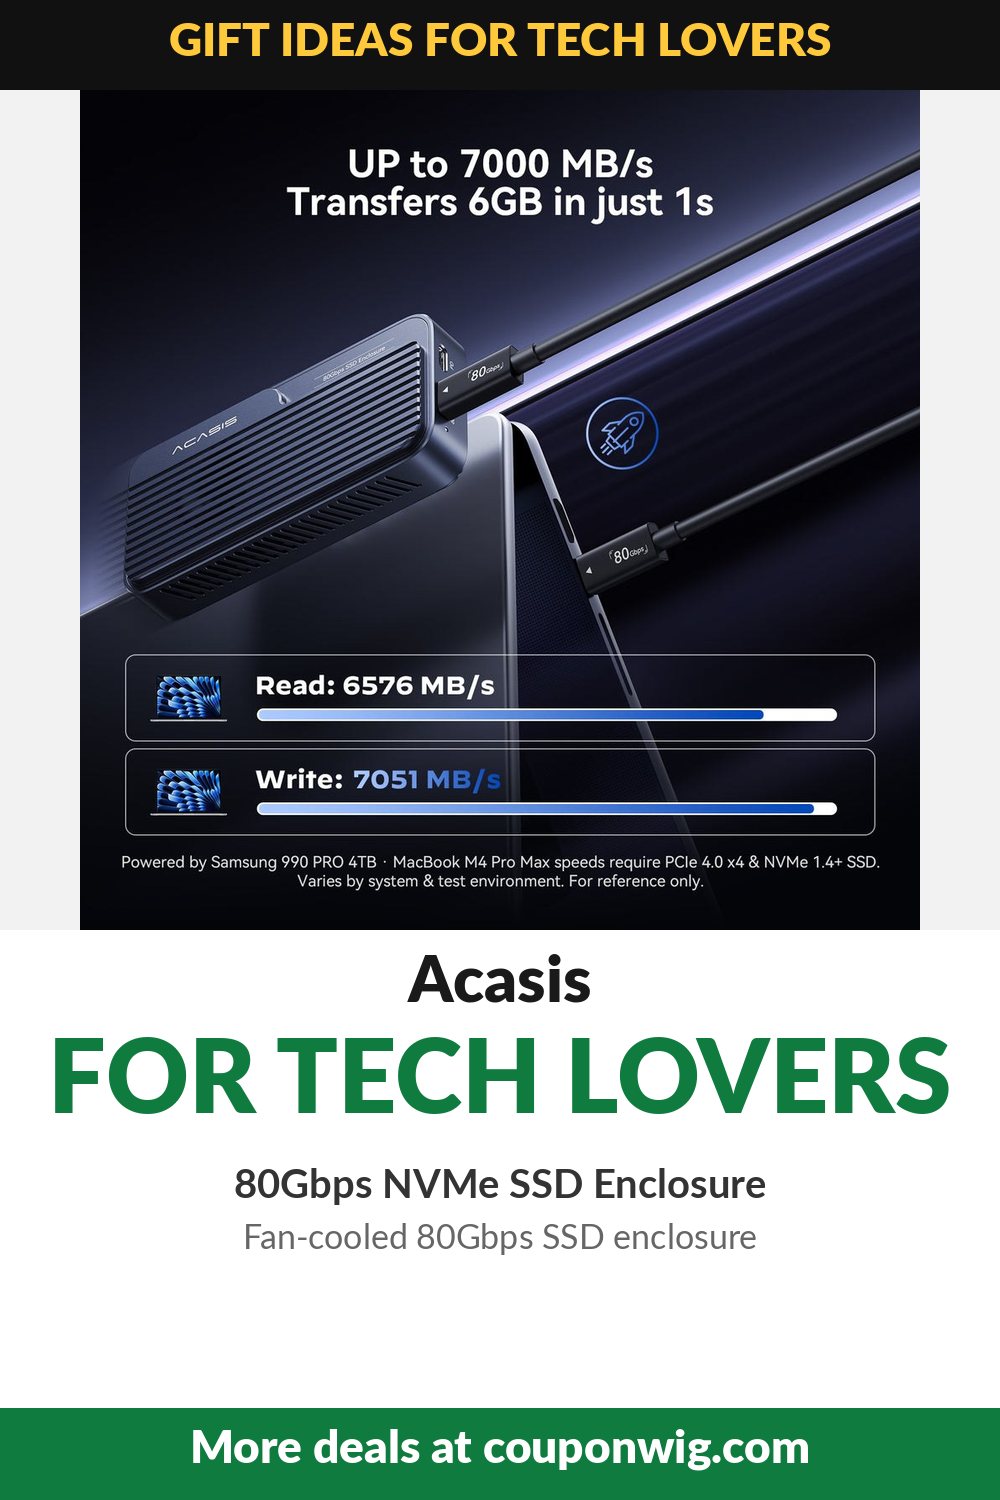 GIFT IDEAS FOR TECH LOVERS
UP to 7000 MB/s
Transfers 6GB in just 1s
80Gbps SSD Enclosure
ACASIS
80Gbps
80Gbps
Read: 6576 MB/s
Write: 7051 MB/s
Powered by Samsung 990 PRO 4TB · MacBook M4 Pro Max speeds require PCIe 4.0 x4 & NVMe 1.4+ SSD.
Varies by system & test environment. For reference only.
Acasis
FOR TECH LOVERS
80Gbps NVMe SSD Enclosure
Fan-cooled 80Gbps SSD enclosure
More deals at couponwig.com